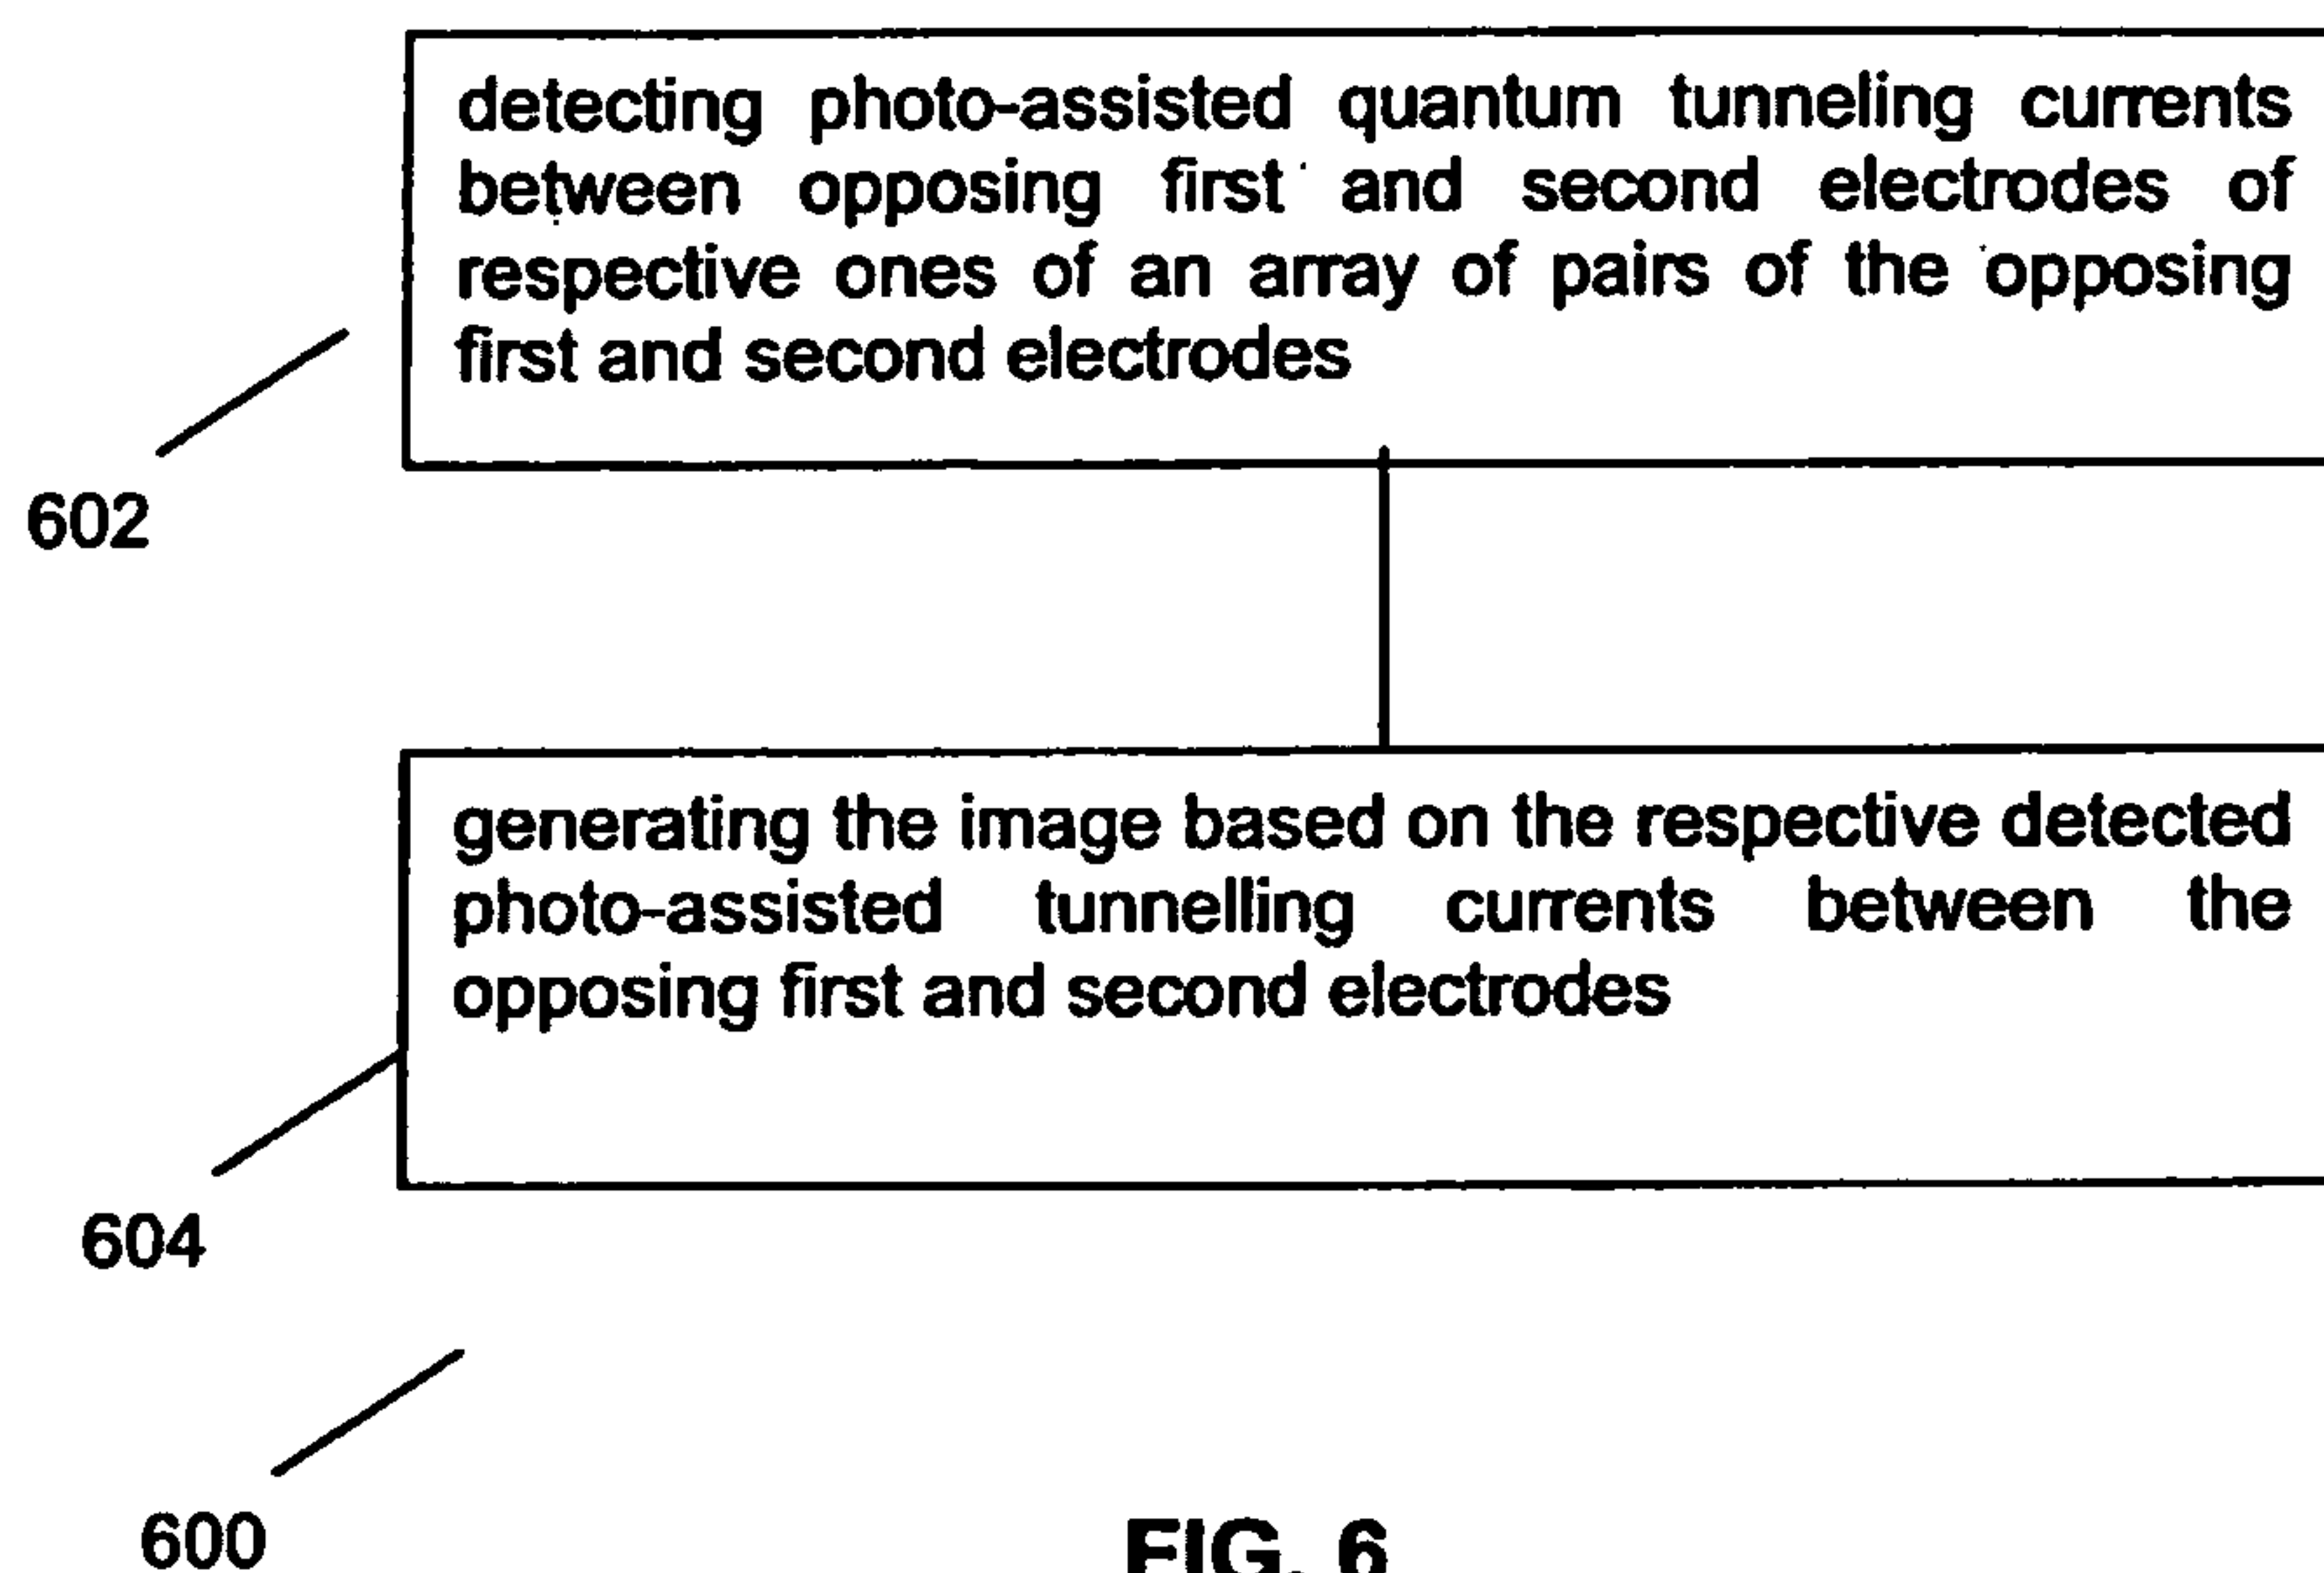 detecting photo-assisted quantum tunneling currents
between opposing first and second electrodes of
respective ones of an array of pairs of the opposing
first and second electrodes
602
generating the image based on the respective detected
photo-assisted tunnelling currents between the
opposing first and second electrodes
604
600
FIG. 6